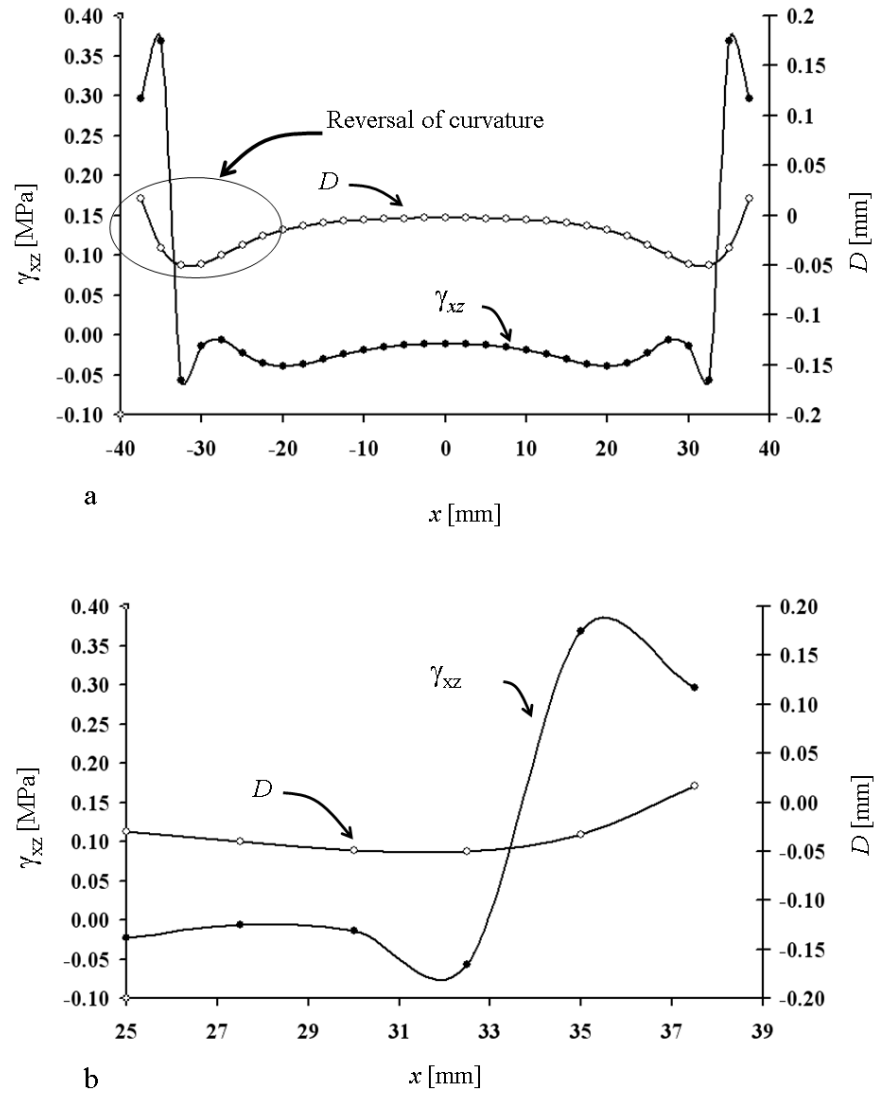 0.40
0.35
0.30
0.25
0.20
0.15
0.10
0.05
0.00
-0.05
-0.10
γxz [MPa]
0.2
0.15
0.1
0.05
0
-0.05
-0.1
-0.15
-0.2
D [mm]
Reversal of curvature
D
γxz
-40 -30 -20 -10 0 10 20 30 40
a
x [mm]
0.40
0.35
0.30
0.25
0.20
0.15
0.10
0.05
0.00
-0.05
-0.10
γxz [MPa]
0.20
0.15
0.10
0.05
0.00
-0.05
-0.10
-0.15
-0.20
D [mm]
γxz
D
25 27 29 31 33 35 37 39
b
x [mm]